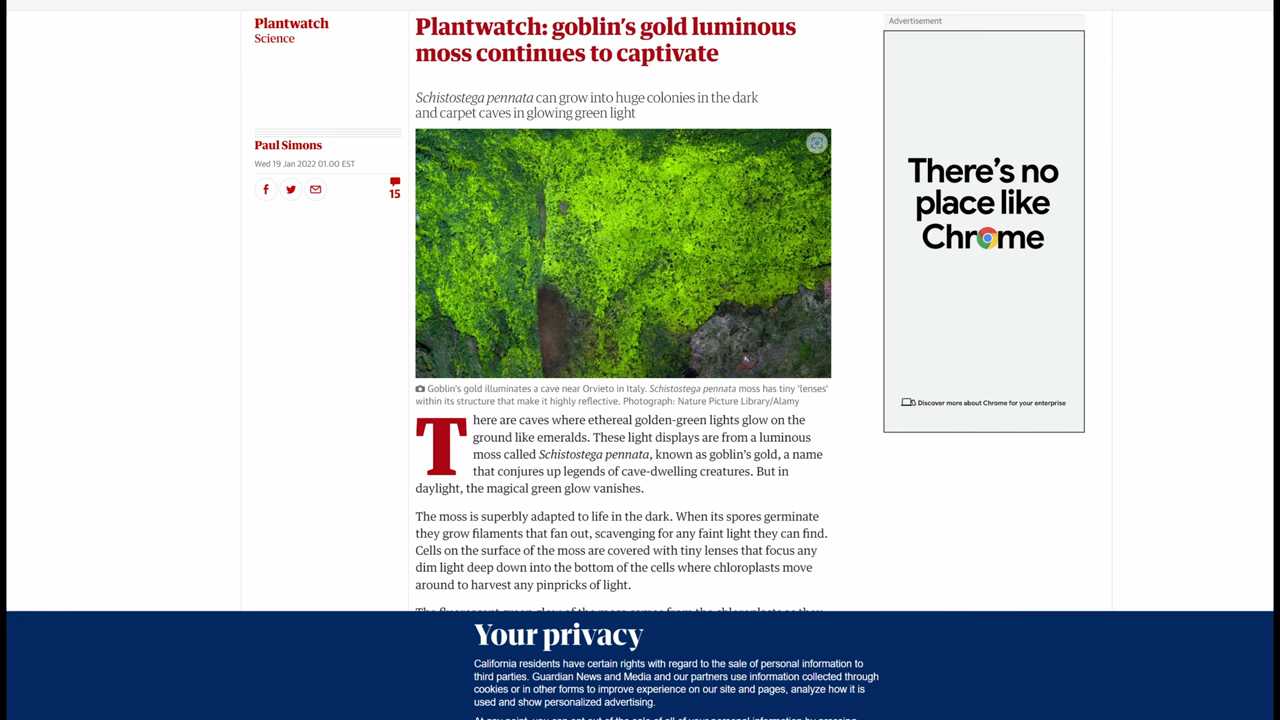 Plantwatch
Science
Plantwatch: goblin's gold luminous
moss continues to captivate
Schistostega pennata can grow into huge colonies in the dark
and carpet caves in glowing green light
Paul Simons
Wed 19 Jan 2022 01.00 EST
15
Goblin's gold illuminates a cave near Orvieto in Italy. Schistostega pennata moss has tiny 'lenses'
within its structure that make it highly reflective. Photograph: Nature Picture Library/Alamy
There are caves where ethereal golden-green lights glow on the
ground like emeralds. These light displays are from a luminous
moss called Schistostega pennata, known as goblin's gold, a name
that conjures up legends of cave-dwelling creatures. But in
daylight, the magical green glow vanishes.
The moss is superbly adapted to life in the dark. When its spores germinate
they grow filaments that fan out, scavenging for any faint light they can find.
Cells on the surface of the moss are covered with tiny lenses that focus any
dim light deep down into the bottom of the cells where chloroplasts move
around to harvest any pinpricks of light.
Advertisement
There's no
place like
Chrome
Discover more about Chrome for your enterprise
Your privacy
California residents have certain rights with regard to the sale of personal information to
third parties. Guardian News and Media and our partners use information collected through
cookies or in other forms to improve experience on our site and pages, analyze how it is
used and show personalized advertising.